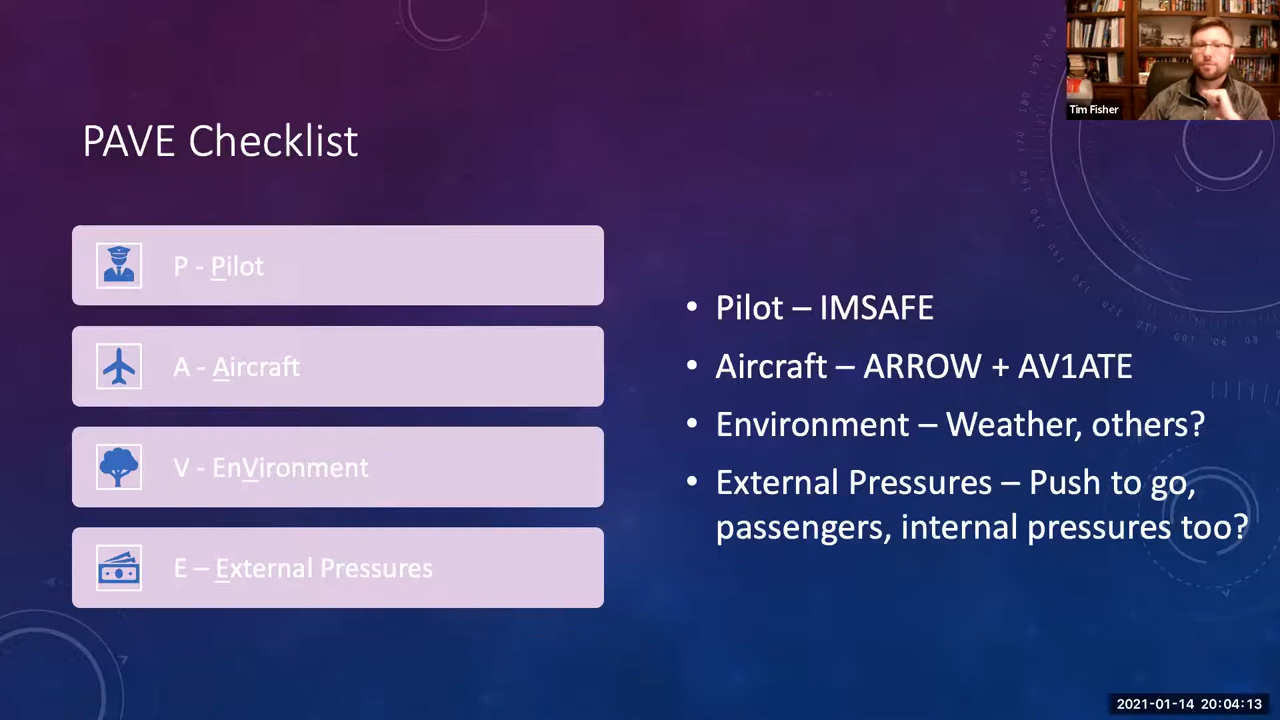 Tim Fisher
PAVE Checklist
P - Pilot
A - Aircraft
V - EnVironment
E – External Pressures
• Pilot – IMSAFE
• Aircraft – ARROW + AV1ATE
• Environment – Weather, others?
• External Pressures – Push to go,
passengers, internal pressures too?
2021-01-14 20:04:13